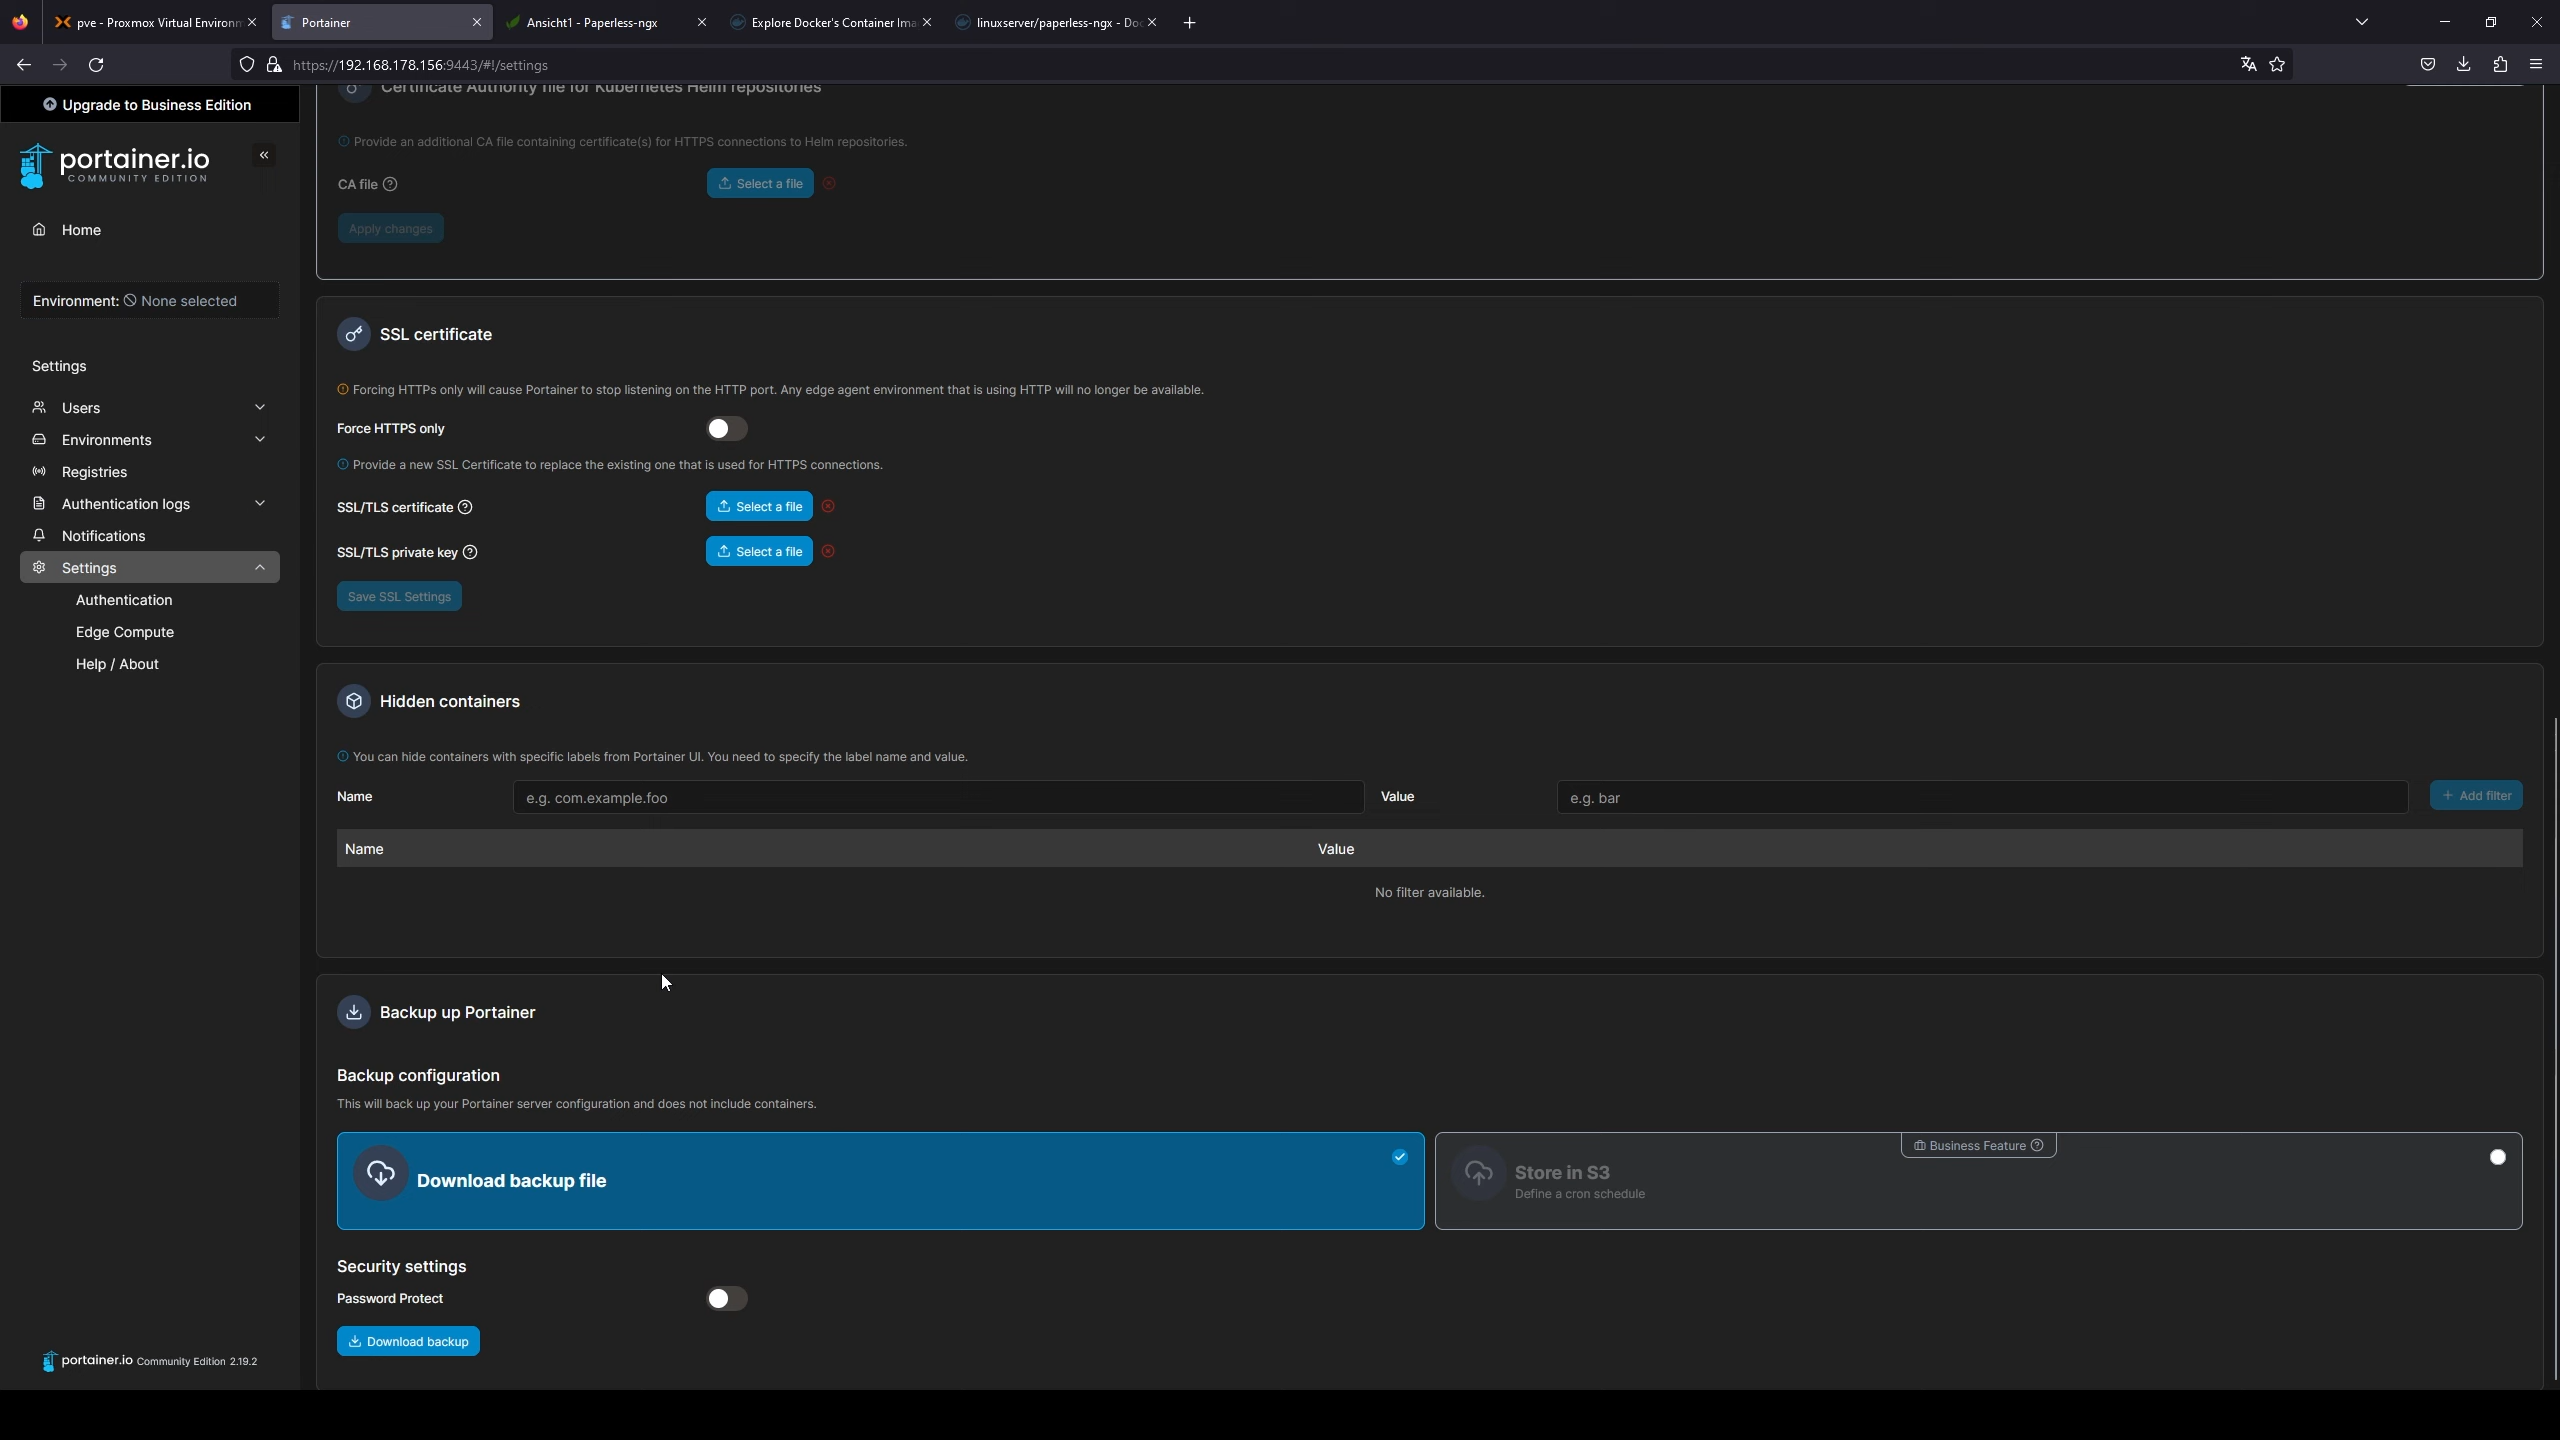 pve - Proxmox Virtual Environm
Portainer
Ansicht1 - Paperless-ngx
Explore Docker's Container Ima
linuxserver/paperless-ngx - Doc
https://192.168.178.156:9443/#!/settings
Upgrade to Business Edition
portainer.io
COMMUNITY EDITION
Home
Environment: None selected
Settings
Users
Environments
Registries
Authentication logs
Notifications
Settings
Authentication
Edge Compute
Help / About
portainer.io Community Edition 2.19.2
Certificate Authority file for Kubernetes Helm repositories
Provide an additional CA file containing certificate(s) for HTTPS connections to Helm repositories.
CA file
Select a file
Apply changes
SSL certificate
Forcing HTTPs only will cause Portainer to stop listening on the HTTP port. Any edge agent environment that is using HTTP will no longer be available.
Force HTTPS only
Provide a new SSL Certificate to replace the existing one that is used for HTTPS connections.
SSL/TLS certificate
Select a file
SSL/TLS private key
Select a file
Save SSL Settings
Hidden containers
You can hide containers with specific labels from Portainer UI. You need to specify the label name and value.
Name
e.g. com.example.foo
Value
e.g. bar
+ Add filter
Name
Value
No filter available.
Backup up Portainer
Backup configuration
This will back up your Portainer server configuration and does not include containers.
Download backup file
Business Feature
Store in S3
Define a cron schedule
Security settings
Password Protect
Download backup